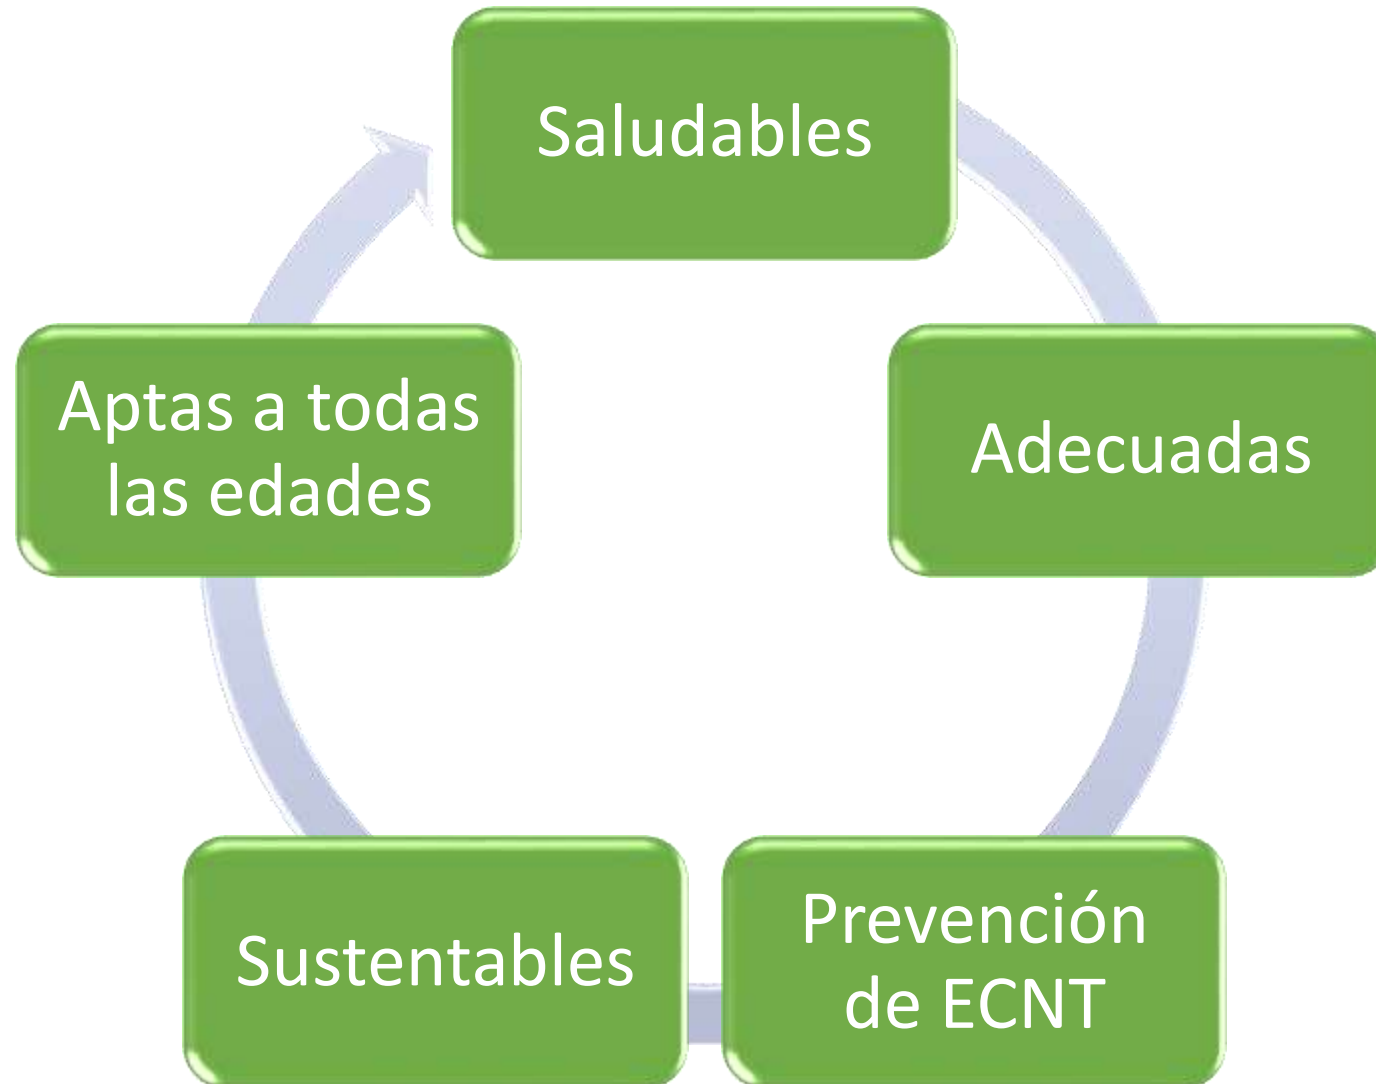 Saludables
Adecuadas
Prevención
de ECNT
Sustentables
Aptas a todas
las edades